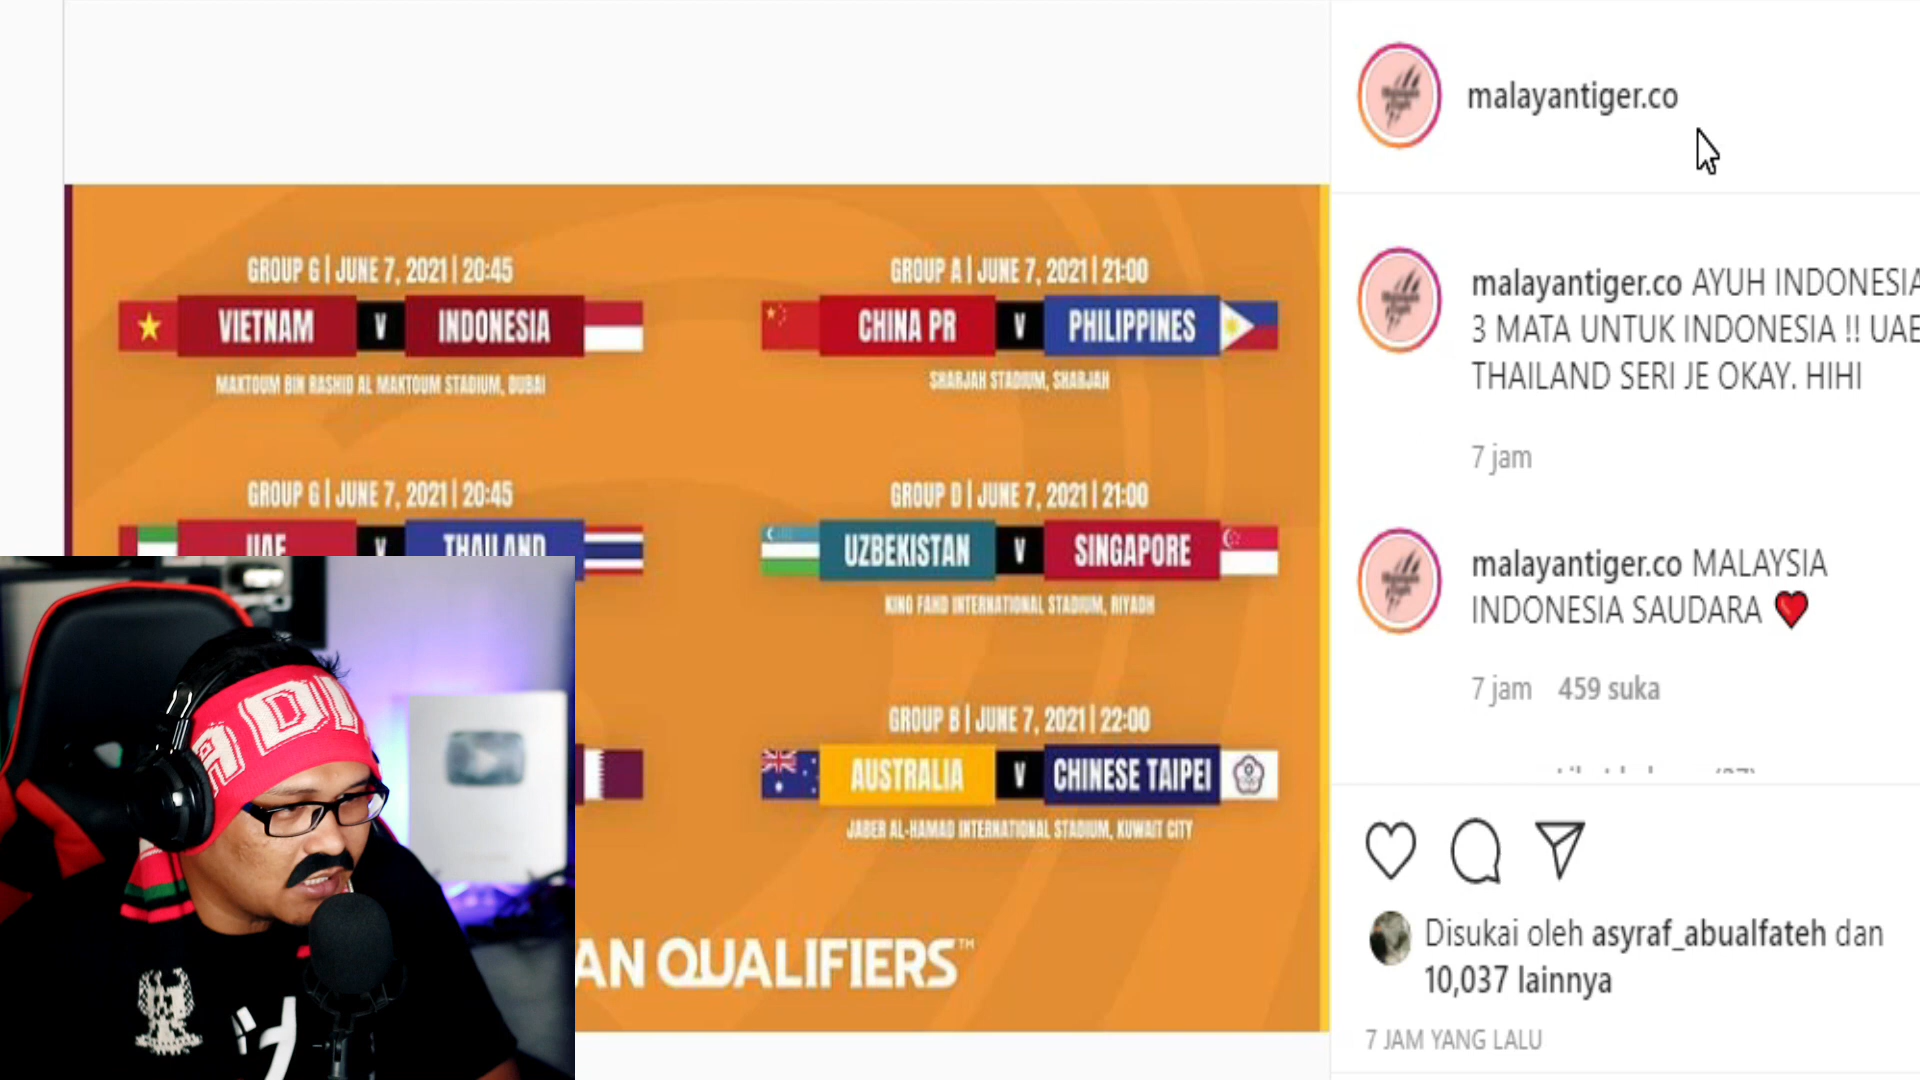 malayantiger.co
GROUP G | JUNE 7, 2021 | 20:45
VIETNAM V INDONESIA
MAKTOUM BIN RASHID AL MAKTOUM STADIUM, DUBAI
GROUP A | JUNE 7, 2021 | 21:00
CHINA PR V PHILIPPINES
SHARJAH STADIUM, SHARJAH
GROUP G | JUNE 7, 2021 | 20:45
UAE V THAILAND
GROUP D | JUNE 7, 2021 | 21:00
UZBEKISTAN V SINGAPORE
KING FAHD INTERNATIONAL STADIUM, RIYADH
GROUP B | JUNE 7, 2021 | 22:00
AUSTRALIA V CHINESE TAIPEI
JABER AL-HAMAD INTERNATIONAL STADIUM, KUWAIT CITY
AN QUALIFIERS™
malayantiger.co AYUH INDONESIA
3 MATA UNTUK INDONESIA !! UAE
THAILAND SERI JE OKAY. HIHI
7 jam
malayantiger.co MALAYSIA
INDONESIA SAUDARA ❤️
7 jam 459 suka
Disukai oleh asyraf_abualfateh dan
10,037 lainnya
7 JAM YANG LALU